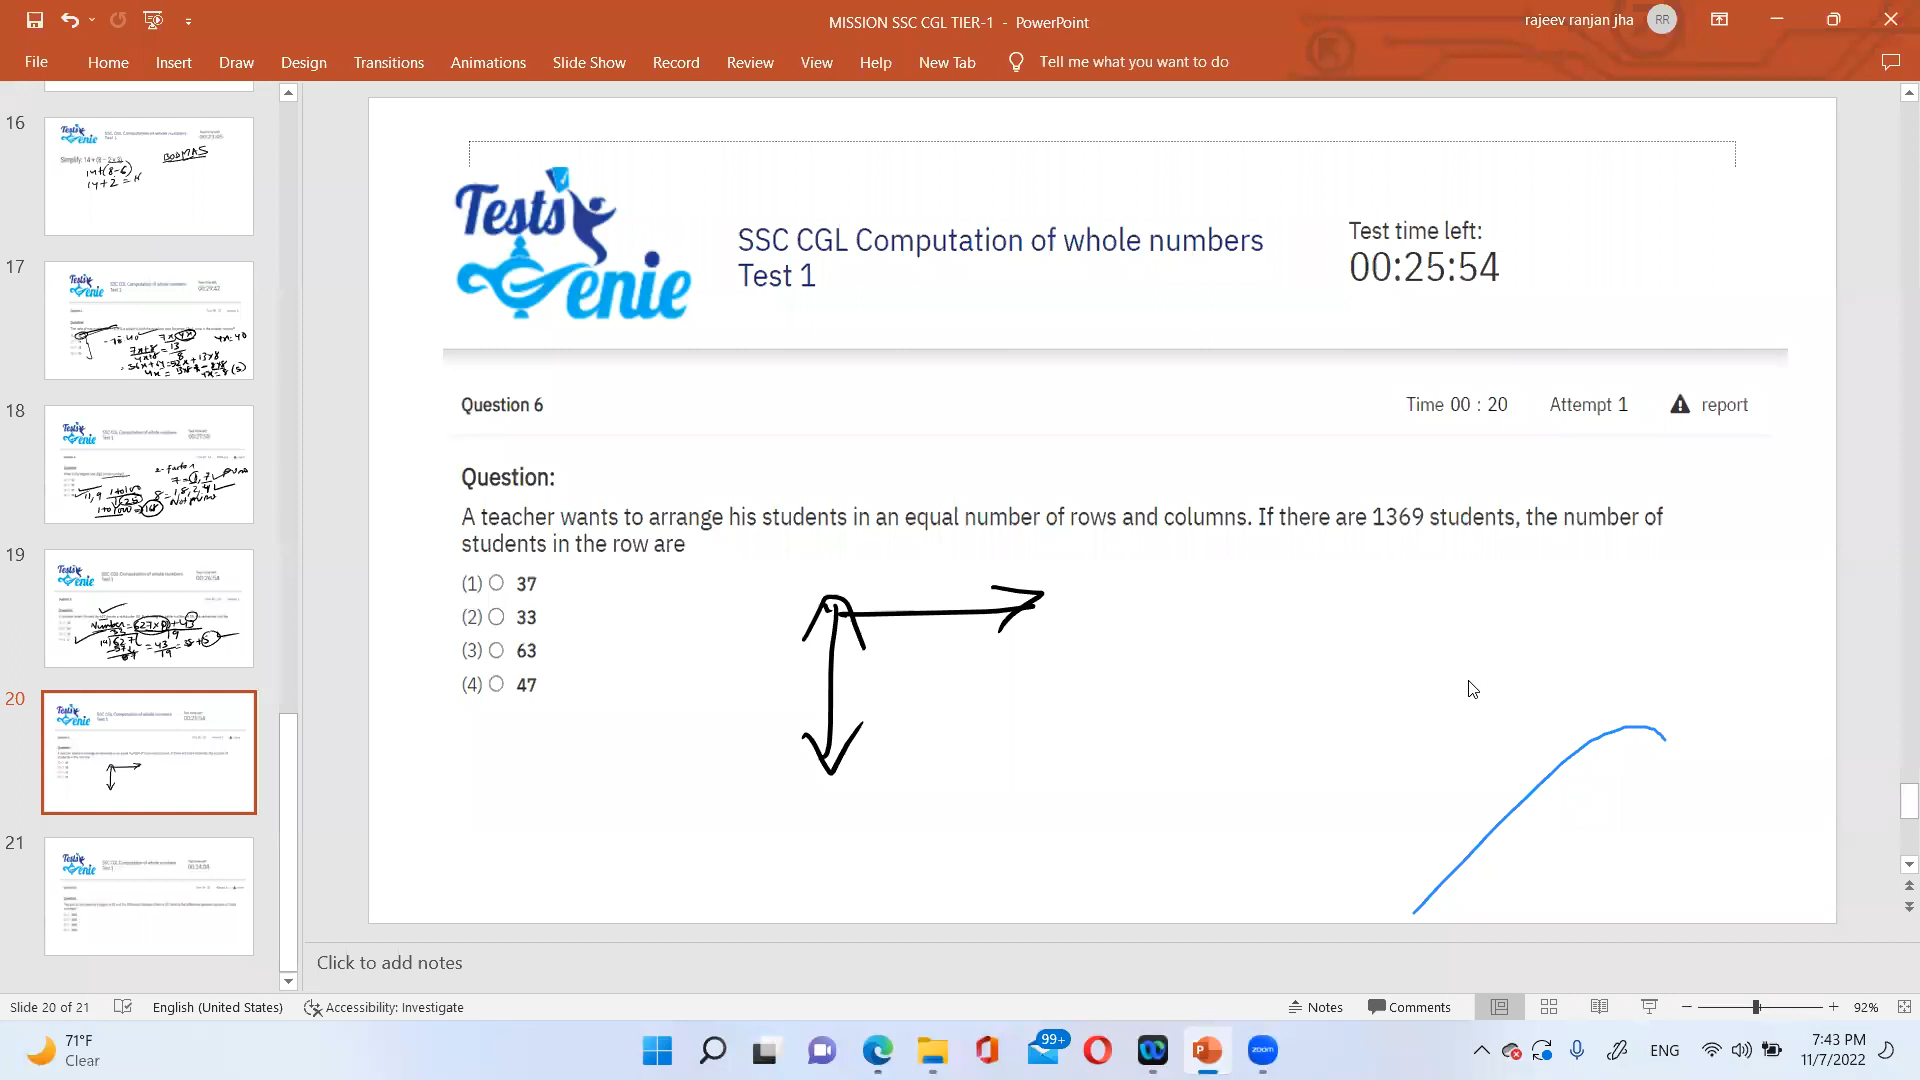 MISSION SSC CGL TIER-1 - PowerPoint
rajeev ranjan jha
RR
File Home Insert Draw Design Transitions Animations Slide Show Record Review View Help New Tab Tell me what you want to do
16
17
18
19
20
21
Tests Genie
SSC CGL Computation of whole numbers
Test 1
Test time left:
00:25:54
Question 6
Time 00 : 20
Attempt 1
report
Question:
A teacher wants to arrange his students in an equal number of rows and columns. If there are 1369 students, the number of
students in the row are
(1) 37
(2) 33
(3) 63
(4) 47
Click to add notes
Slide 20 of 21
English (United States)
Accessibility: Investigate
Notes
Comments
92%
71°F
Clear
99+
zoom
ENG
7:43 PM
11/7/2022